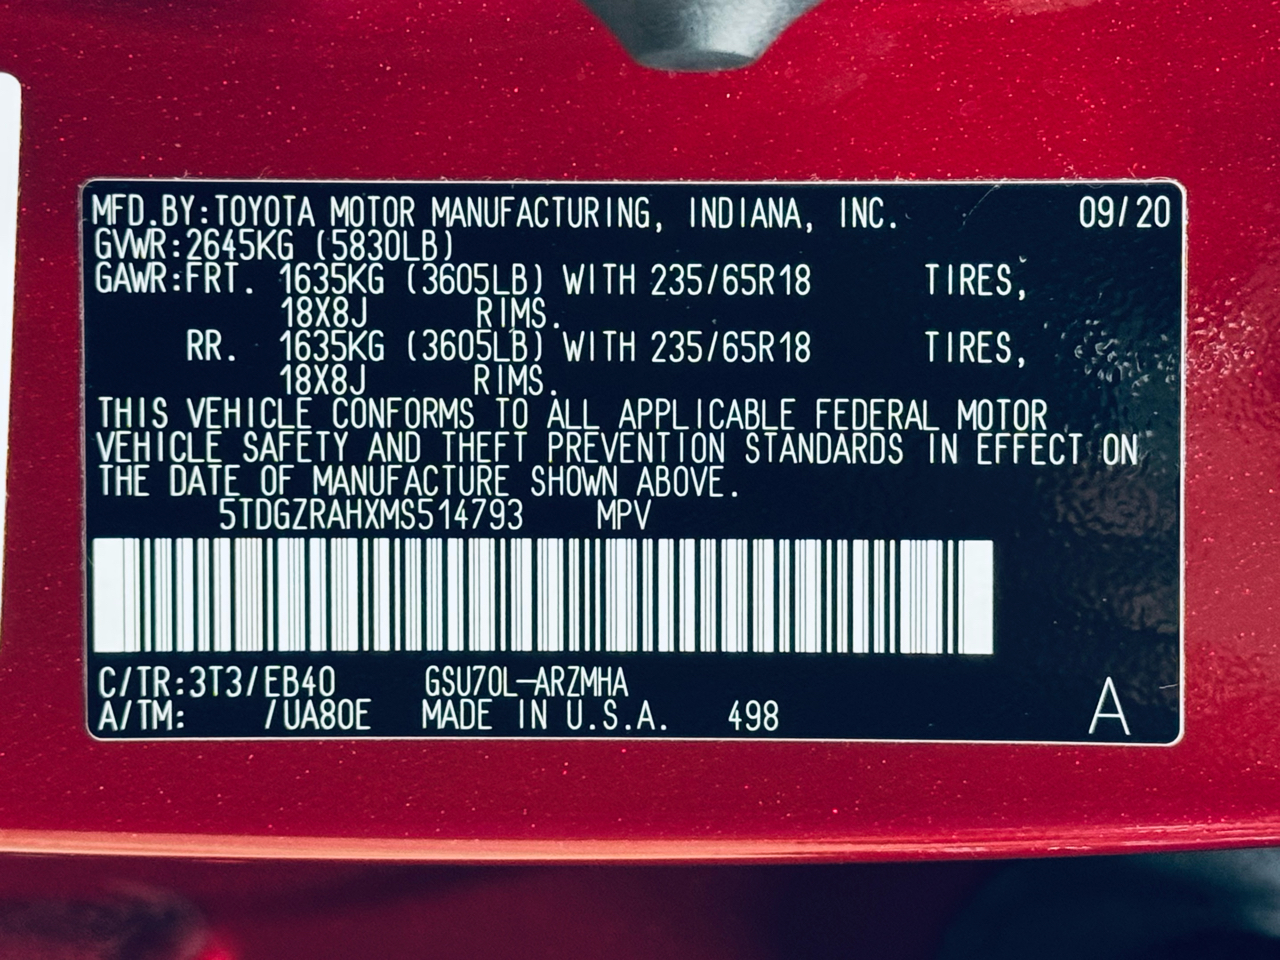 MFD.BY:TOYOTA MOTOR MANUFACTURING, INDIANA, INC. 09/20
GVWR:2645KG (5830LB)
GAWR:FRT. 1635KG (3605LB) WITH 235/65R18 TIRES,
18X8J RIMS.
RR. 1635KG (3605LB) WITH 235/65R18 TIRES,
18X8J RIMS.
THIS VEHICLE CONFORMS TO ALL APPLICABLE FEDERAL MOTOR
VEHICLE SAFETY AND THEFT PREVENTION STANDARDS IN EFFECT ON
THE DATE OF MANUFACTURE SHOWN ABOVE.
5TDGZRAHXMS514793 MPV
C/TR:3T3/EB40 GSU70L-ARZMHA
A/TM: /UA80E MADE IN U.S.A. 498 A